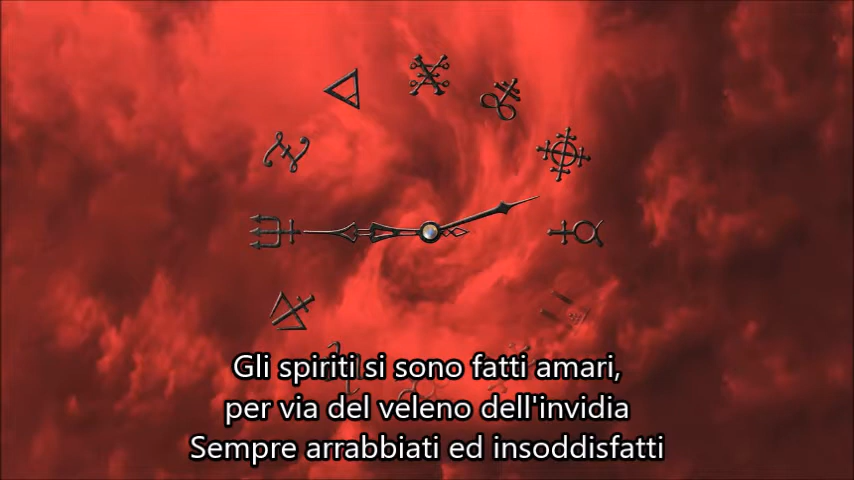 Gli spiriti si sono fatti amari,
per via del veleno dell'invidia
Sempre arrabbiati ed insoddisfatti